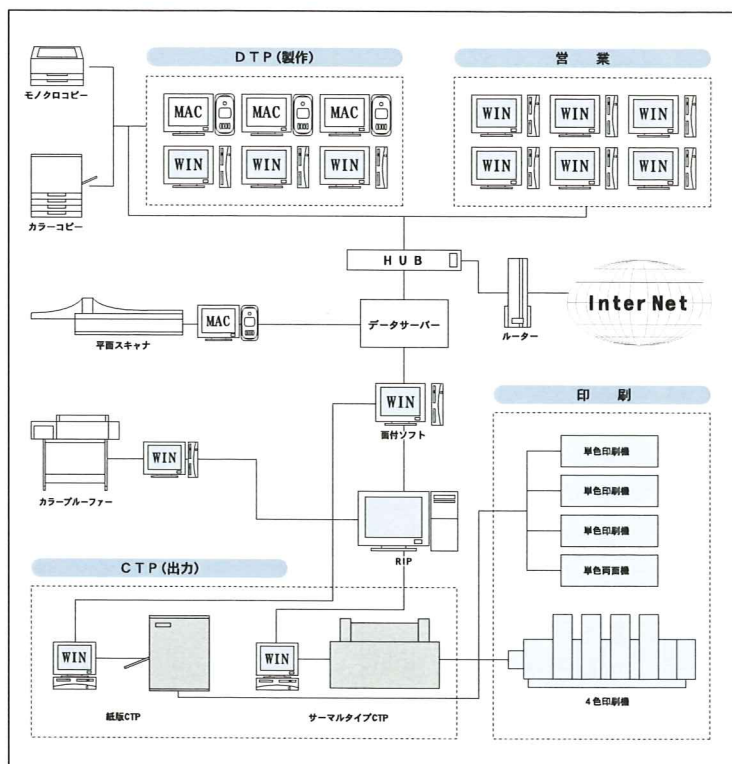 DTP(製作)
営業
モノクロコピー
MAC MAC MAC
WIN WIN WIN
WIN WIN WIN
WIN WIN WIN
カラーコピー
HUB
InterNet
ルーター
データサーバー
MAC
平面スキャナ
WIN
面付ソフト
印刷
単色印刷機
単色印刷機
単色印刷機
単色両面機
WIN
カラープルーファー
RIP
CTP(出力)
WIN
WIN
紙版CTP
サーマルタイプCTP
4色印刷機